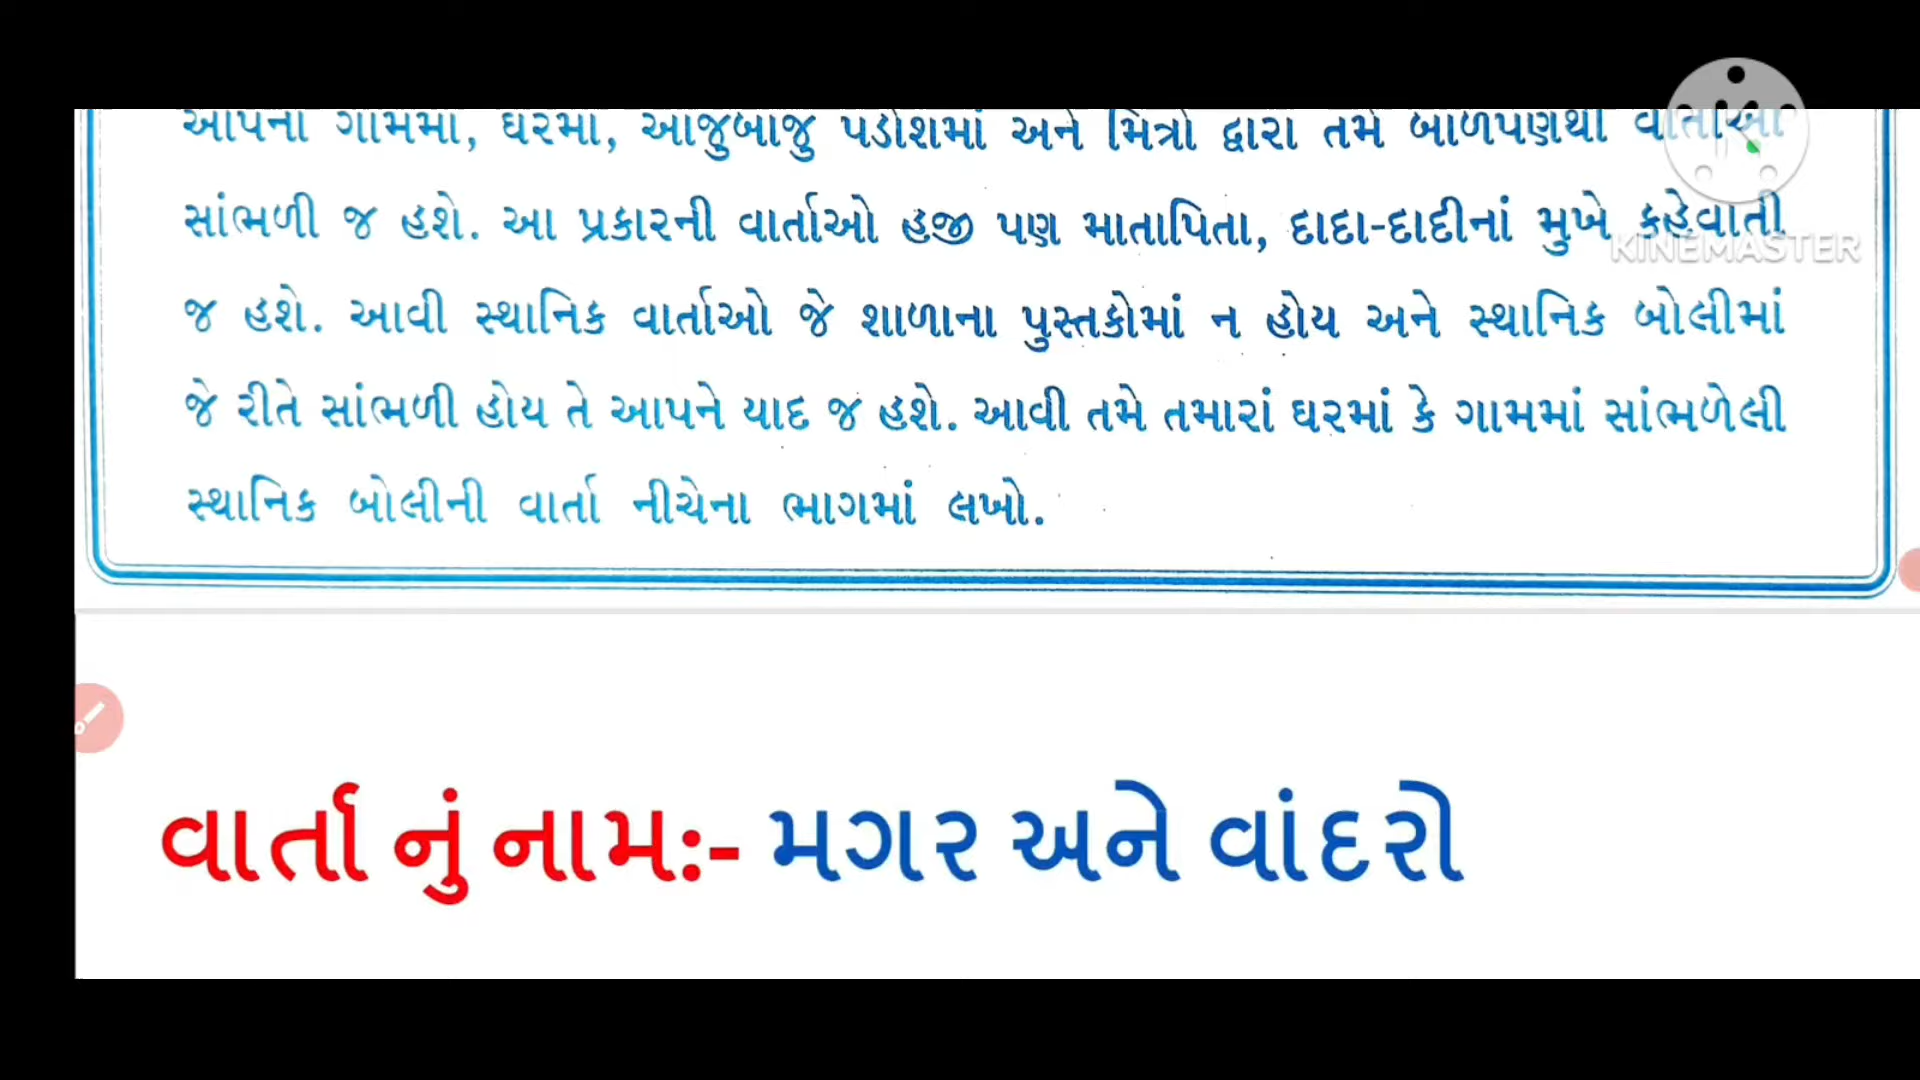 આપના ગામમાં, ઘરમાં, આજુબાજુ પડોશમાં અને મિત્રો દ્વારા તમે બાળપણથી વાર્તાઓ
સાંભળી જ હશે. આ પ્રકારની વાર્તાઓ હજી પણ માતાપિતા, દાદા-દાદીનાં મુખે કહેવાતી
KINEMASTER
જ હશે. આવી સ્થાનિક વાર્તાઓ જે શાળાના પુસ્તકોમાં ન હોય અને સ્થાનિક બોલીમાં
જે રીતે સાંભળી હોય તે આપને યાદ જ હશે. આવી તમે તમારાં ઘરમાં કે ગામમાં સાંભળેલી
સ્થાનિક બોલીની વાર્તા નીચેના ભાગમાં લખો.
વાર્તા નું નામ:- મગર અને વાંદરો